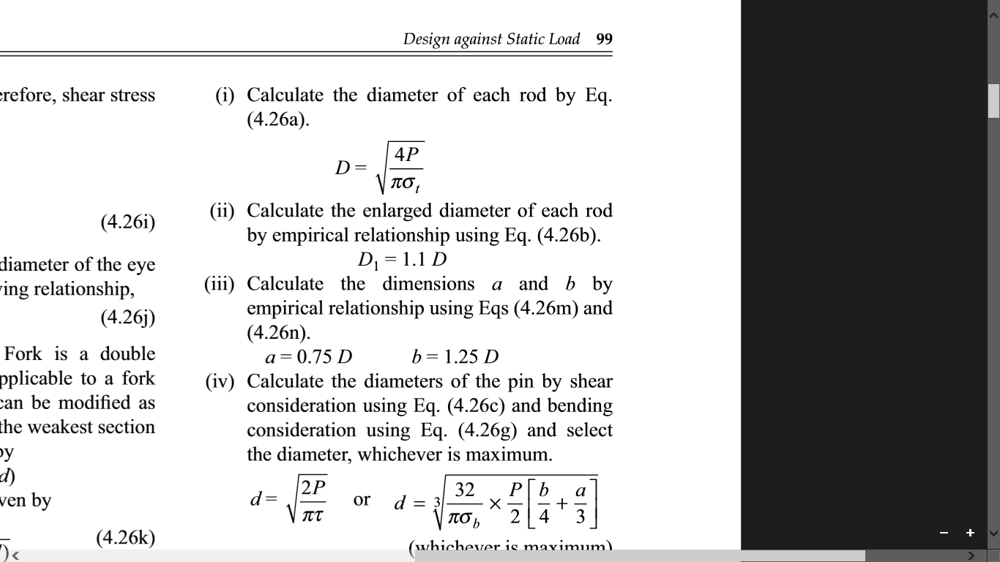 Design against Static Load 99
erefore, shear stress
(4.26i)
diameter of the eye
ving relationship,
(4.26j)
Fork is a double
pplicable to a fork
can be modified as
the weakest section
by
d)
ven by
(4.26k)
(i) Calculate the diameter of each rod by Eq.
(4.26a).
D = √(4P / πσt)
(ii) Calculate the enlarged diameter of each rod
by empirical relationship using Eq. (4.26b).
D₁ = 1.1 D
(iii) Calculate the dimensions a and b by
empirical relationship using Eqs (4.26m) and
(4.26n).
a = 0.75 D b = 1.25 D
(iv) Calculate the diameters of the pin by shear
consideration using Eq. (4.26c) and bending
consideration using Eq. (4.26g) and select
the diameter, whichever is maximum.
d = √(2P / πτ) or d = ∛(32 / πσb × P/2 [b/4 + a/3])
(whichever is maximum)